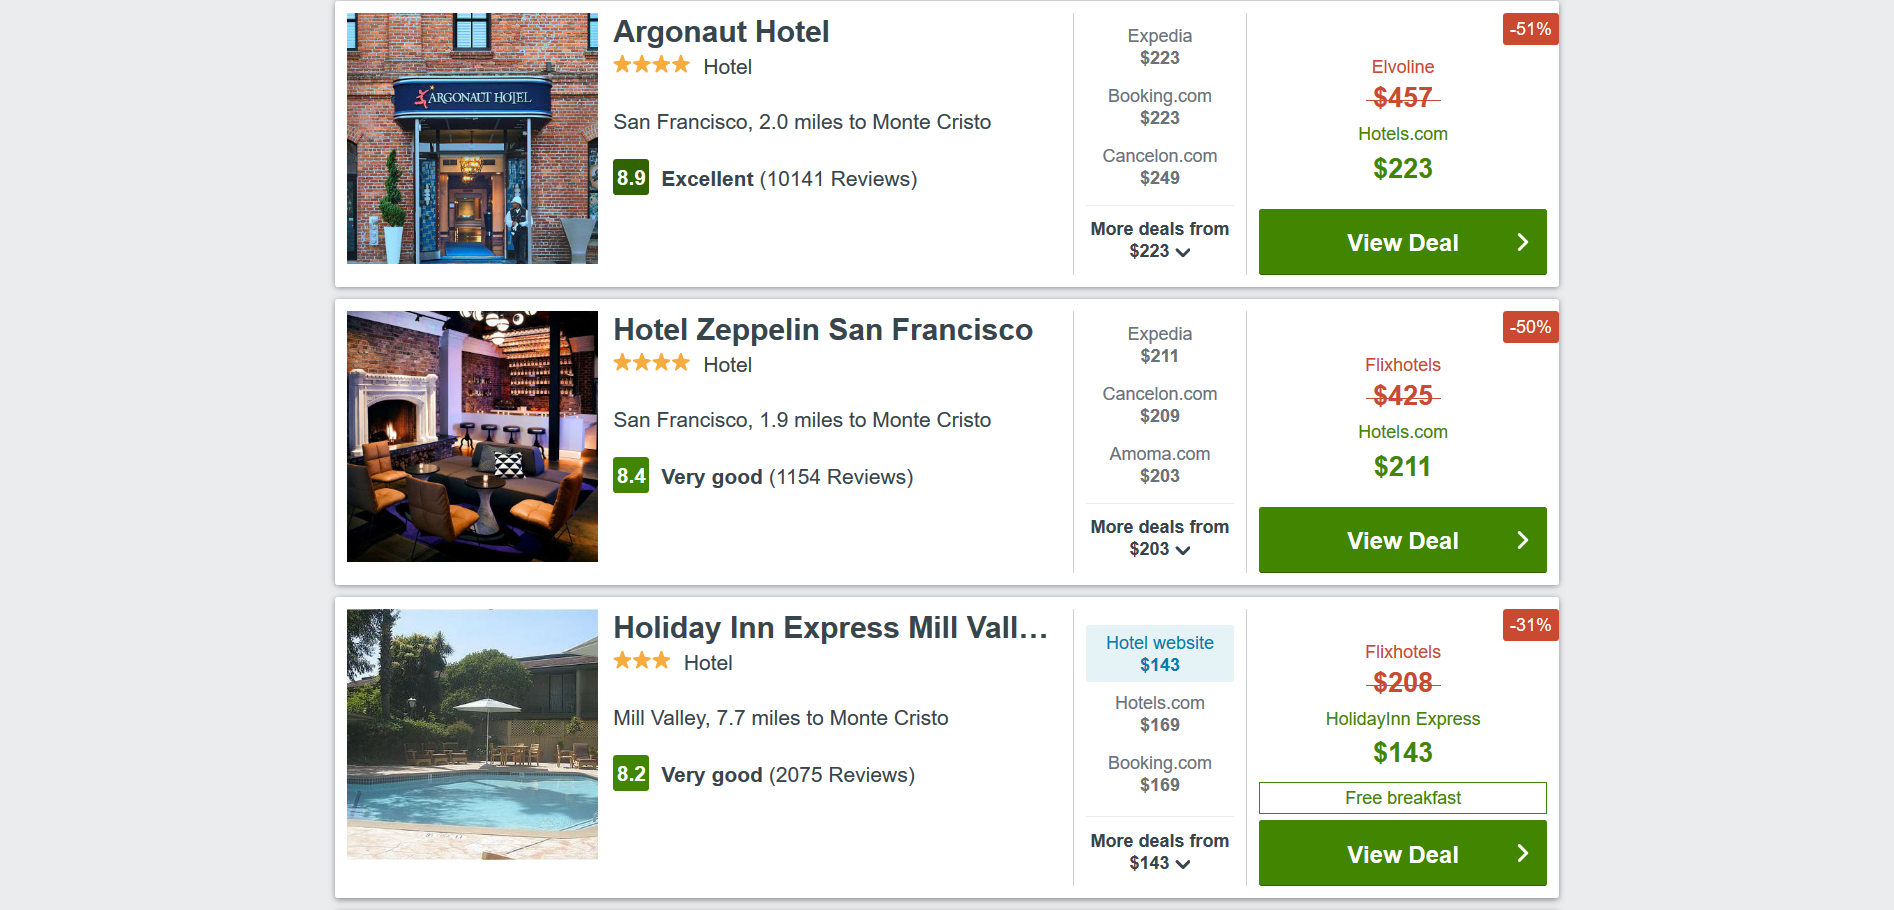 ARGONAUT HOTEL
Argonaut Hotel
Hotel
San Francisco, 2.0 miles to Monte Cristo
8.9 Excellent (10141 Reviews)
Expedia
$223
Booking.com
$223
Cancelon.com
$249
More deals from
$223
-51%
Elvoline
$457
Hotels.com
$223
View Deal
Hotel Zeppelin San Francisco
Hotel
San Francisco, 1.9 miles to Monte Cristo
8.4 Very good (1154 Reviews)
Expedia
$211
Cancelon.com
$209
Amoma.com
$203
More deals from
$203
-50%
Flixhotels
$425
Hotels.com
$211
View Deal
Holiday Inn Express Mill Vall…
Hotel
Mill Valley, 7.7 miles to Monte Cristo
8.2 Very good (2075 Reviews)
Hotel website
$143
Hotels.com
$169
Booking.com
$169
More deals from
$143
-31%
Flixhotels
$208
HolidayInn Express
$143
Free breakfast
View Deal